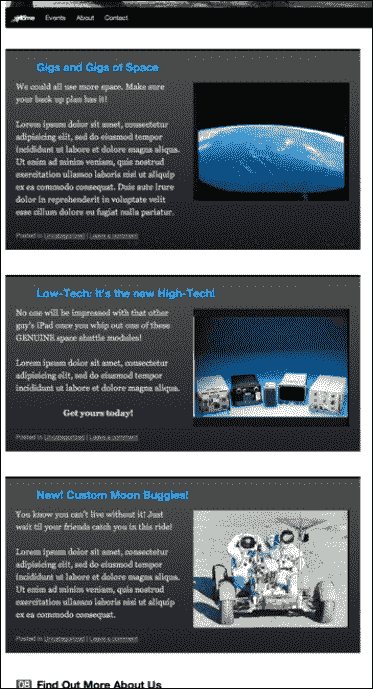 Home Events About Contact
Gigs and Gigs of Space
We could all use more space. Make sure
your back up plan has it!
Lorem ipsum dolor sit amet, consectetur
adipisicing elit, sed do eiusmod tempor
incididunt ut labore et dolore magna aliqua.
Ut enim ad minim veniam, quis nostrud
exercitation ullamco laboris nisi ut aliquip
ex ea commodo consequat. Duis aute irure
dolor in reprehenderit in voluptate velit
esse cillum dolore eu fugiat nulla pariatur.
Posted in Uncategorized | Leave a comment
Low-Tech: it's the new High-Tech!
No one will be impressed with that other
guy's iPad once you whip out one of these
GENUINE space shuttle modules!
Lorem ipsum dolor sit amet, consectetur
adipisicing elit, sed do eiusmod tempor
incididunt ut labore et dolore magna aliqua.
Get yours today!
Posted in Uncategorized | Leave a comment
New! Custom Moon Buggies!
You know you can't live without it! Just
wait til your friends catch you in this ride!
Lorem ipsum dolor sit amet, consectetur
adipisicing elit, sed do eiusmod tempor
incididunt ut labore et dolore magna aliqua.
Ut enim ad minim veniam, quis nostrud
exercitation ullamco laboris nisi ut aliquip
ex ea commodo consequat.
Posted in Uncategorized | Leave a comment
Find Out More About Us